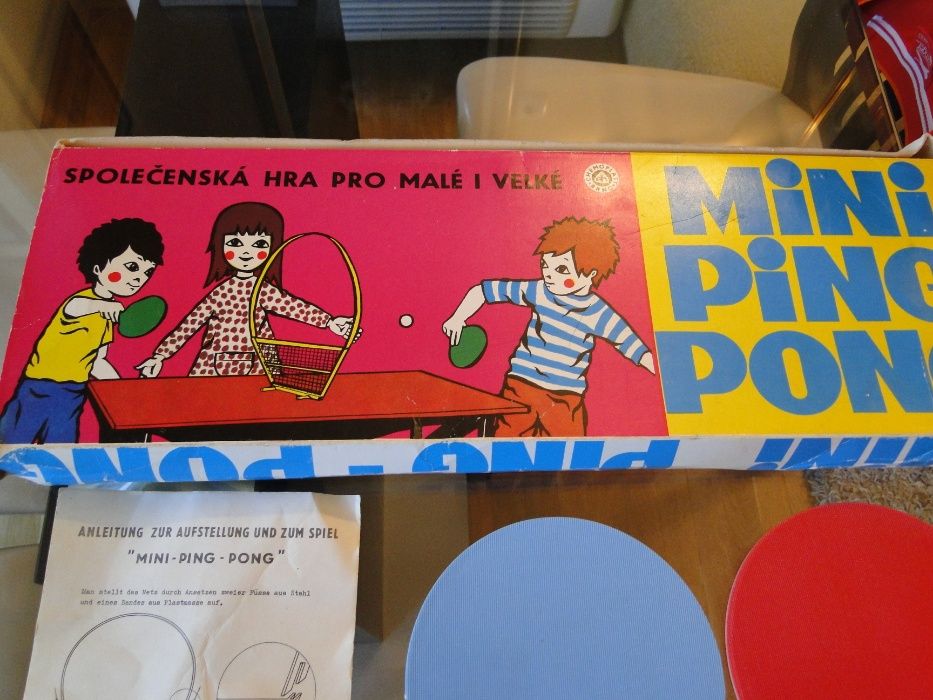 SPOLEČENSKÁ HRA PRO MALÉ I VELKÉ
MiNi
PiNG
PONG
MINI PING - PONG
ANLEITUNG ZUR AUFSTELLUNG UND ZUM SPIEL
"MINI - PING - PONG"
Man stellt das Netz durch Ansetzen zweier Füsse aus Stahl
und eines Bandes aus Plastmasse auf.